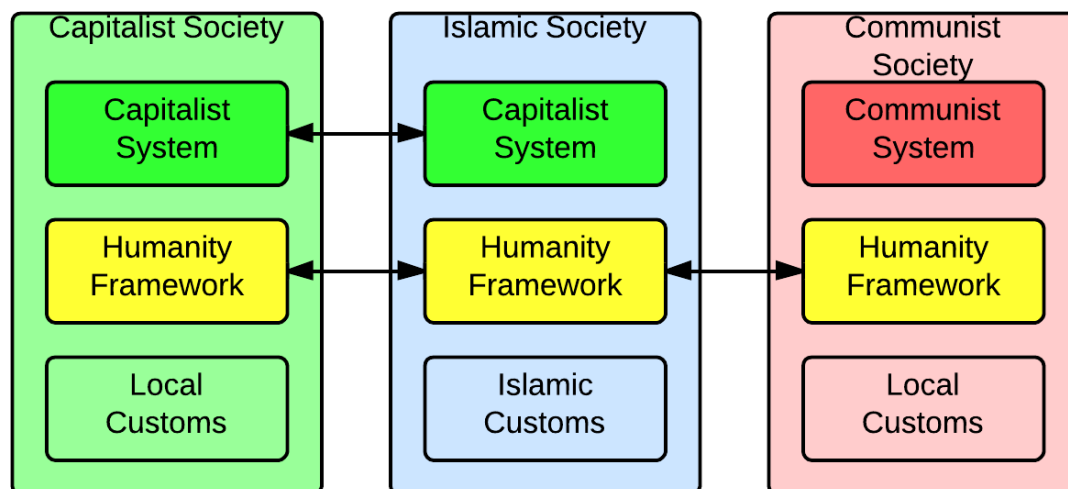 Capitalist Society
Capitalist
System
Humanity
Framework
Local
Customs
Islamic Society
Capitalist
System
Humanity
Framework
Islamic
Customs
Communist
Society
Communist
System
Humanity
Framework
Local
Customs